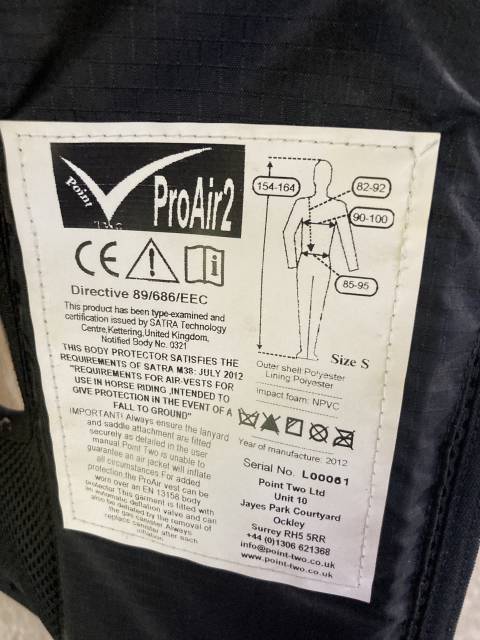 Point
ProAir2
CE
i
Directive 89/686/EEC
This product has been type-examined and
certification issued by SATRA Technology
Centre,Kettering,United Kingdom,
Notified Body No. 0321
THIS BODY PROTECTOR SATISFIES THE
REQUIREMENTS OF SATRA M38: JULY 2012
"REQUIREMENTS FOR AIR-VESTS FOR
USE IN HORSE RIDING ,INTENDED TO
GIVE PROTECTION IN THE EVENT OF A
FALL TO GROUND"
IMPORTANT! Always ensure the lanyard
and saddle attachment are fitted
securely as detailed in the user
manual Point Two is unable to
guarantee an air jacket will inflate
all circumstances For added
protection the ProAir vest can be
worn over an EN 13158 body
protector This garment is fitted with
an automatic deflation valve and can
also be deflated by the removal of
the gas canister Always
replace canister after each
inflation
154-164
82-92
90-100
85-95
Size S
Outer shell Polyester
Lining Polyester
impact foam: NPVC
Year of manufacture: 2012
Serial No. L00061
Point Two Ltd
Unit 10
Jayes Park Courtyard
Ockley
Surrey RH5 5RR
+44 (0)1306 621368
info@point-two.co.uk
www.point-two.co.uk